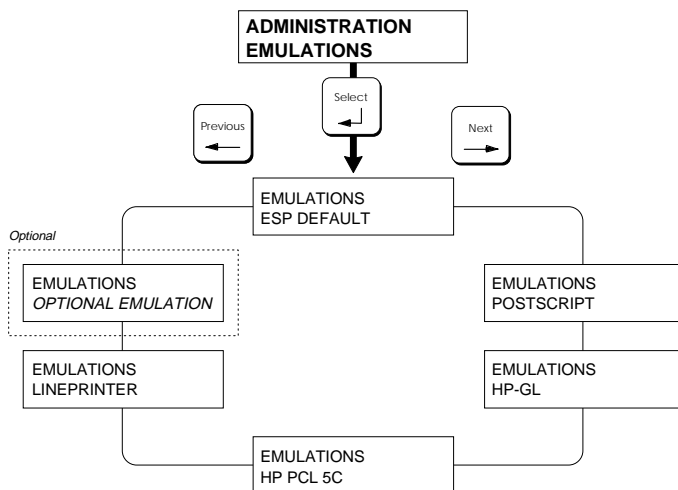 ADMINISTRATION
EMULATIONS
Select
Previous
Next
EMULATIONS
ESP DEFAULT
Optional
EMULATIONS
OPTIONAL EMULATION
EMULATIONS
POSTSCRIPT
EMULATIONS
LINEPRINTER
EMULATIONS
HP-GL
EMULATIONS
HP PCL 5C